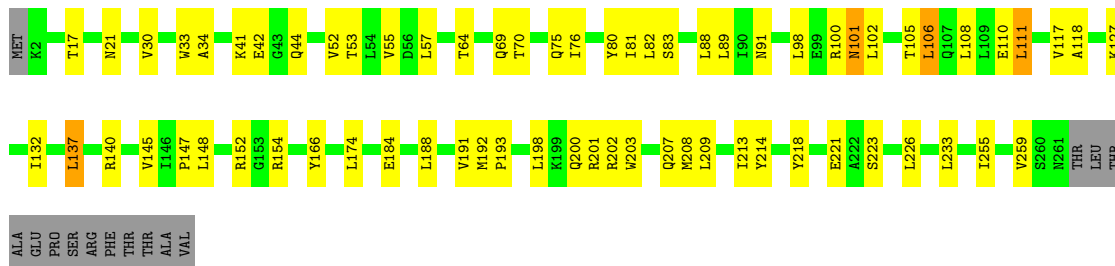 MET K2 T17 N21 V30 W33 A34 K41 E42 G43 Q44 V52 T53 L54 V55 D56 L57 T64 Q69 T70 Q75 I76 Y80 I81 L82 S83 L88 L89 I90 N91 L98 E99 R100 N101 L102 T105 L106 Q107 L108 L109 E110 L111 V117 A118
I132 L137 R140 V145 I146 P147 L148 R152 G153 R154 Y166 L174 E184 L188 V191 M192 P193 L198 K199 Q200 R201 R202 W203 Q207 M208 L209 I213 Y214 Y218 E221 A222 S223 L226 L233 I255 V259 S260 N261 THR LEU THR
ALA GLU PRO SER ARG PHE THR THR ALA VAL